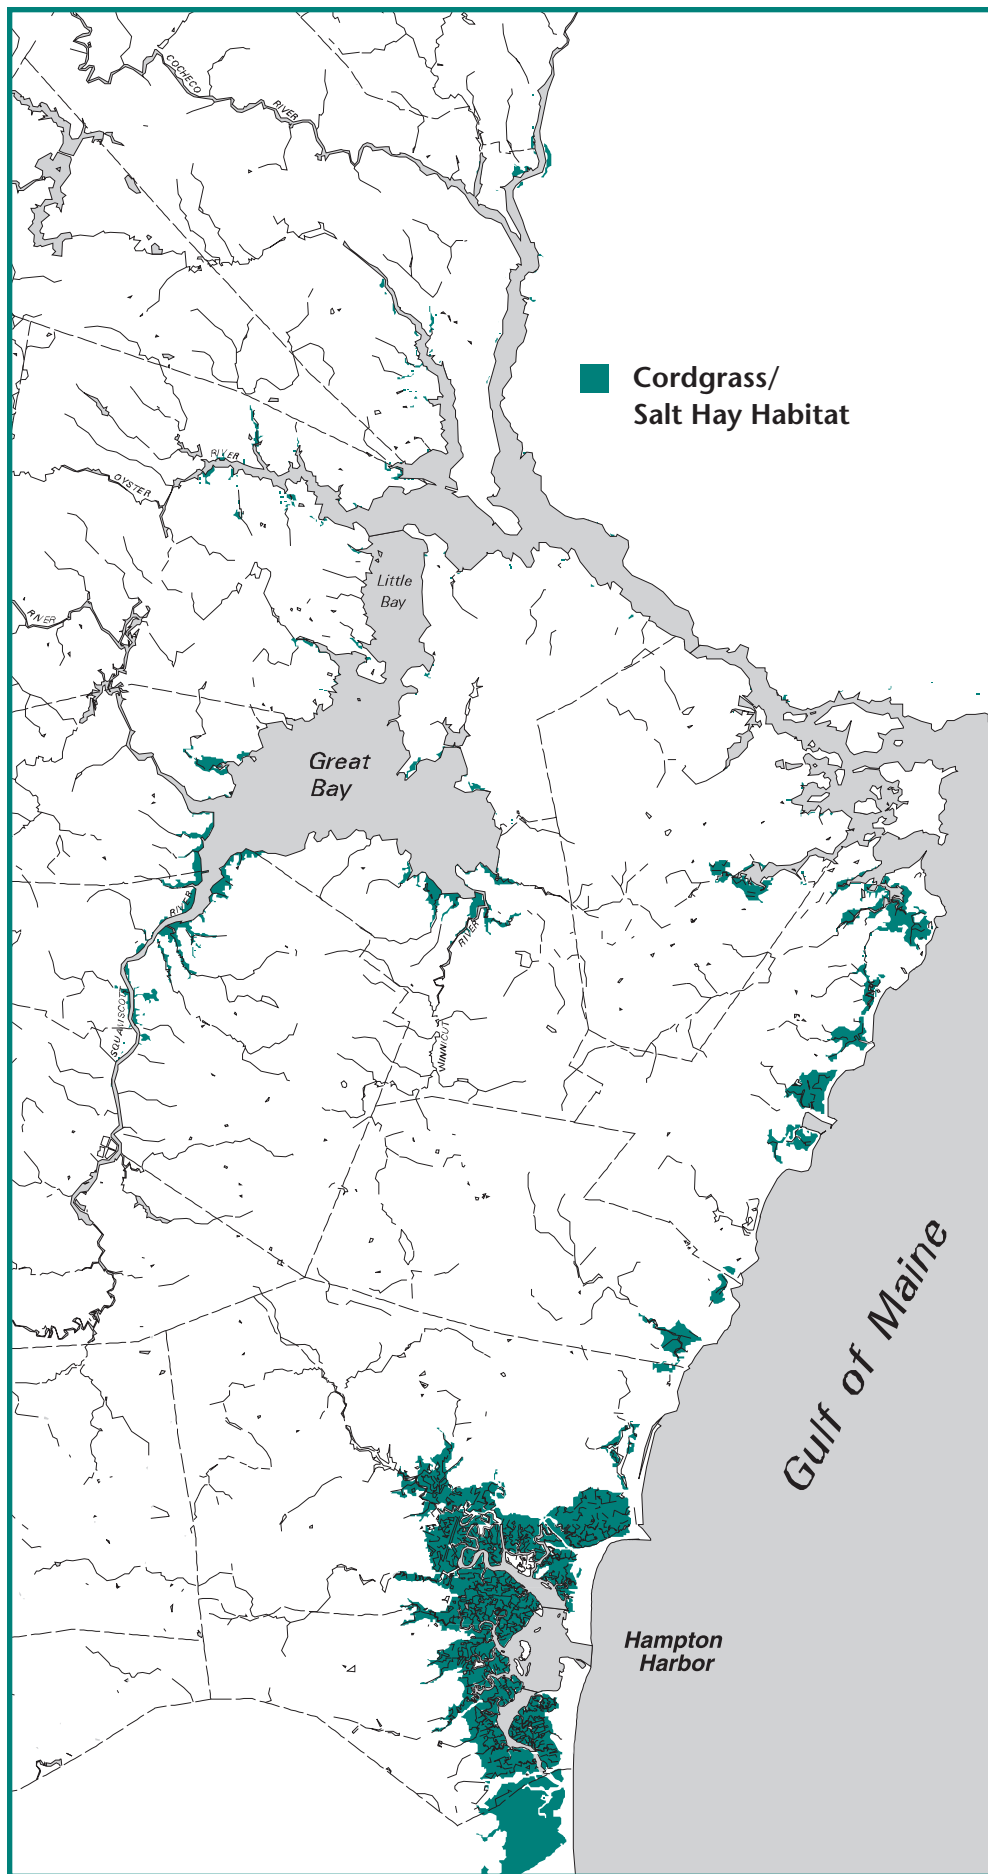 COCHECO
RIVER
Cordgrass/
Salt Hay Habitat
RIVER
OYSTER
Little
Bay
RIVER
Great
Bay
RIVER
RIVER
SQUAMSCOTT
WINNICUT
Gulf of Maine
Hampton
Harbor